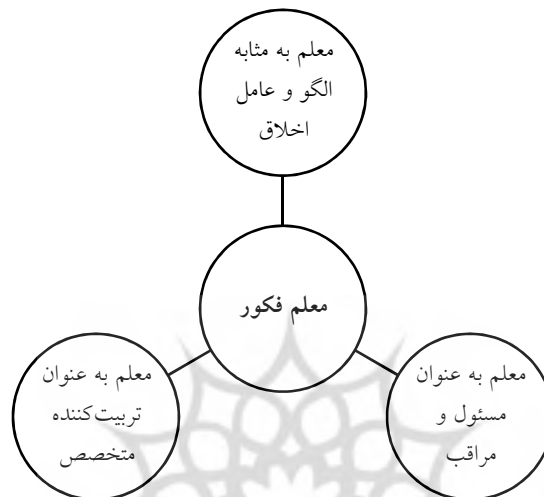 معلم به مثابه
الگو و عامل
اخلاق
معلم فکور
معلم به عنوان
مسئول و
مراقب
معلم به عنوان
تربیت‌کننده
متخصص